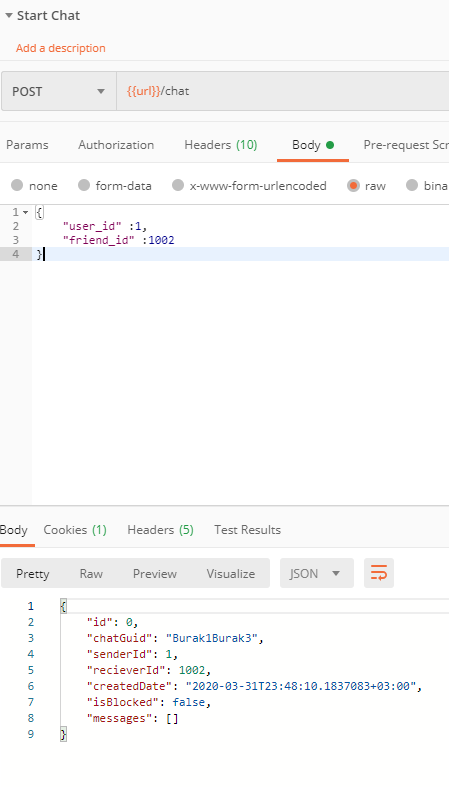 Start Chat
Add a description
POST {{url}}/chat
Params Authorization Headers (10) Body Pre-request Scr
none form-data x-www-form-urlencoded raw bina
1 {
2 "user_id" :1,
3 "friend_id" :1002
4 }
Body Cookies (1) Headers (5) Test Results
Pretty Raw Preview Visualize JSON
1 {
2 "id": 0,
3 "chatGuid": "Burak1Burak3",
4 "senderId": 1,
5 "recieverId": 1002,
6 "createdDate": "2020-03-31T23:48:10.1837083+03:00",
7 "isBlocked": false,
8 "messages": []
9 }